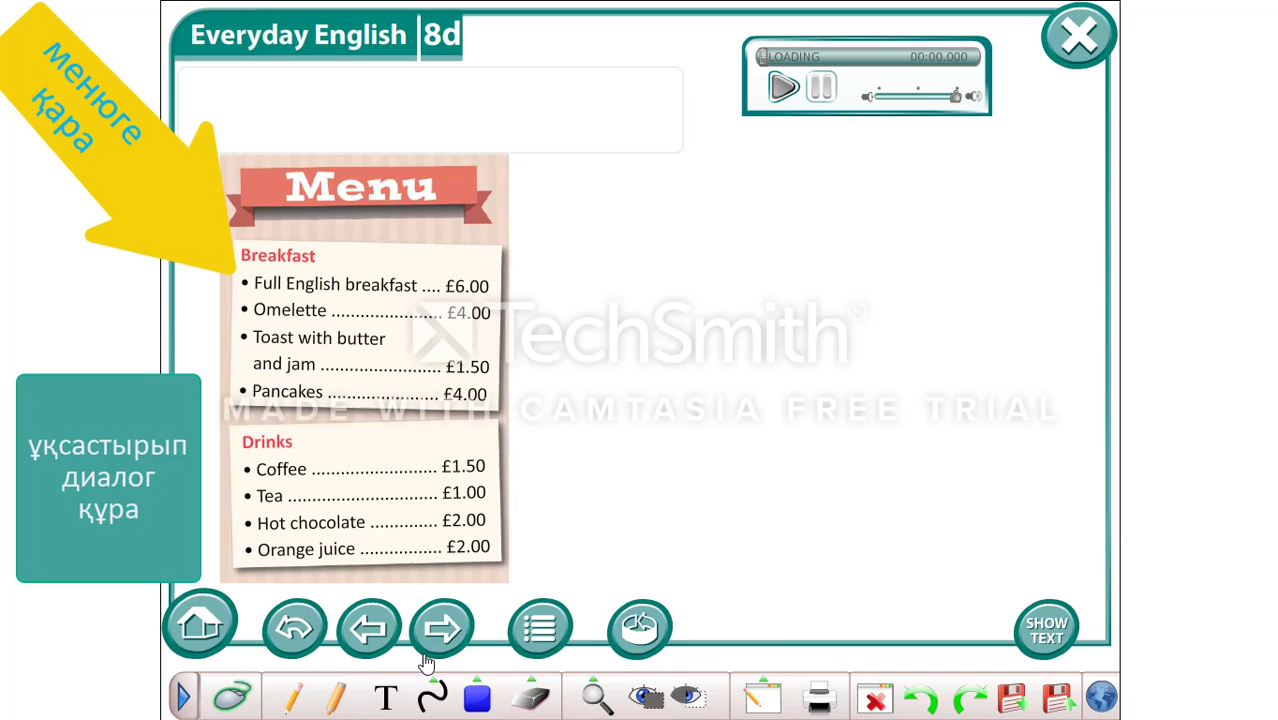 Everyday English 8d
LOADING 00:00.000
менюге
қара
Menu
Breakfast
• Full English breakfast .... £6.00
• Omelette ...................... £4.00
• Toast with butter
and jam ......................... £1.50
• Pancakes ...................... £4.00
Drinks
• Coffee ......................... £1.50
• Tea .............................. £1.00
• Hot chocolate ............. £2.00
• Orange juice ................ £2.00
ұқсастырып
диалог
құра
TechSmith®
MADE WITH CAMTASIA FREE TRIAL
SHOW
TEXT
T